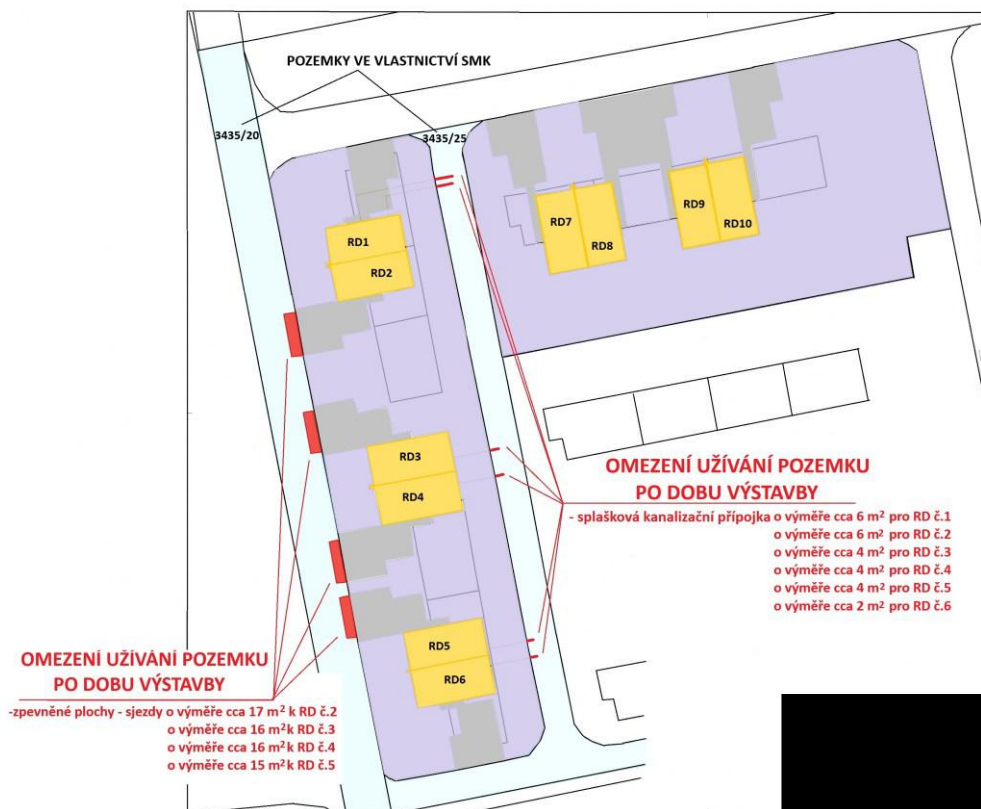 POZEMKY VE VLASTNICTVÍ SMK
3435/20
3435/25
RD1
RD2
RD7
RD8
RD9
RD10
RD3
RD4
OMEZENÍ UŽÍVÁNÍ POZEMKU
PO DOBU VÝSTAVBY
- splašková kanalizační přípojka o výměře cca 6 m² pro RD č.1
o výměře cca 6 m² pro RD č.2
o výměře cca 4 m² pro RD č.3
o výměře cca 4 m² pro RD č.4
o výměře cca 4 m² pro RD č.5
o výměře cca 2 m² pro RD č.6
RD5
RD6
OMEZENÍ UŽÍVÁNÍ POZEMKU
PO DOBU VÝSTAVBY
-zpevněné plochy - sjezdy o výměře cca 17 m² k RD č.2
o výměře cca 16 m² k RD č.3
o výměře cca 16 m² k RD č.4
o výměře cca 15 m² k RD č.5